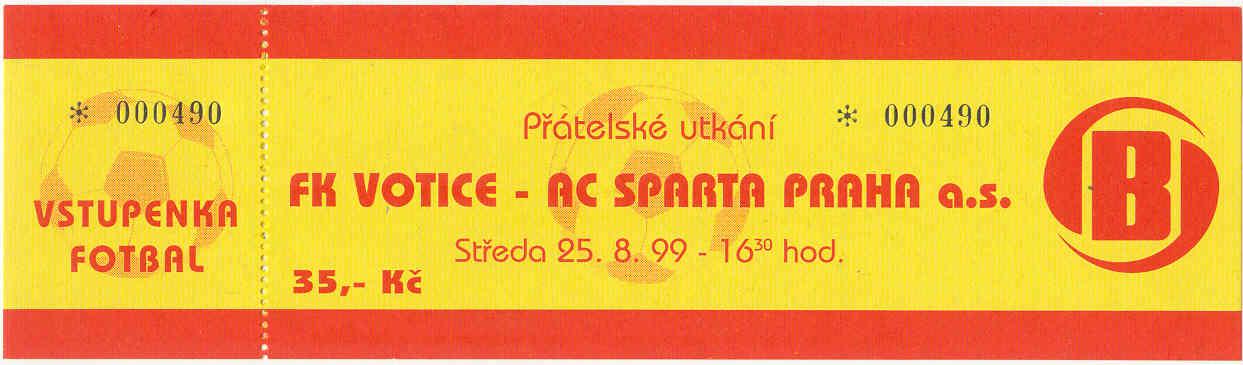 * 000490
VSTUPENKA
FOTBAL
* 000490
Přátelské utkání
FK VOTICE - AC SPARTA PRAHA a.s.
Středa 25. 8. 99 - 16³⁰ hod.
35,- Kč
B